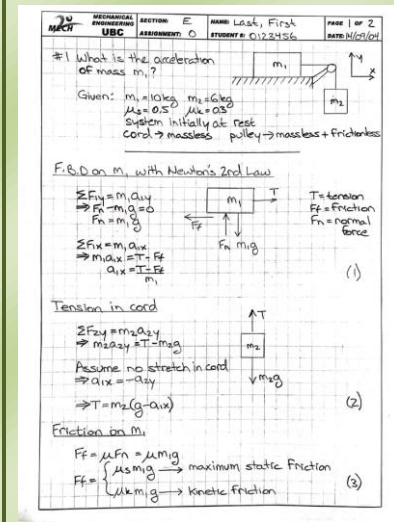 2° MECH
MECHANICAL ENGINEERING UBC
SECTION: E
ASSIGNMENT: 0
NAME: Last, First
STUDENT #: 0123456
PAGE 1 OF 2
DATE: 14/09/04
#1 What is the acceleration
of mass m₁?
m₁
m₂
y
x
Given: m₁=10kg m₂=6kg
μs=0.5 μk=0.3
system initially at rest
cord → massless pulley → massless + frictionless
F.B.D on m₁ with Newton's 2nd Law
ΣF₁y=m₁a₁y
⇒ Fn-m₁g=0
Fn=m₁g
ΣF₁x=m₁a₁x
⇒ m₁a₁x=T-Ff
a₁x=T-Ff/m₁
m₁
T
Ff
Fn m₁g
T=tension
Ff=friction
Fn=normal
force
(1)
Tension in cord
ΣF₂y=m₂a₂y
⇒ m₂a₂y=T-m₂g
Assume no stretch in cord
⇒ a₁x=-a₂y
⇒ T=m₂(g-a₁x)
T
m₂
m₂g
(2)
Friction on m₁
Ff=μFn=μm₁g
Ff={μsm₁g → maximum static friction
μkm₁g → kinetic friction
(3)